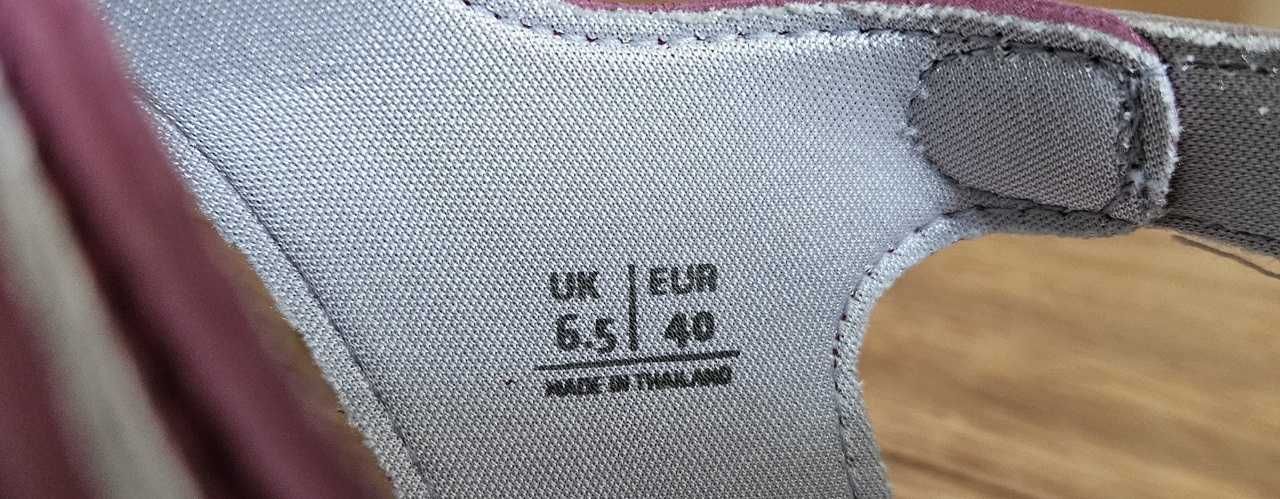 UK | EUR
6.5 | 40
MADE IN THAILAND